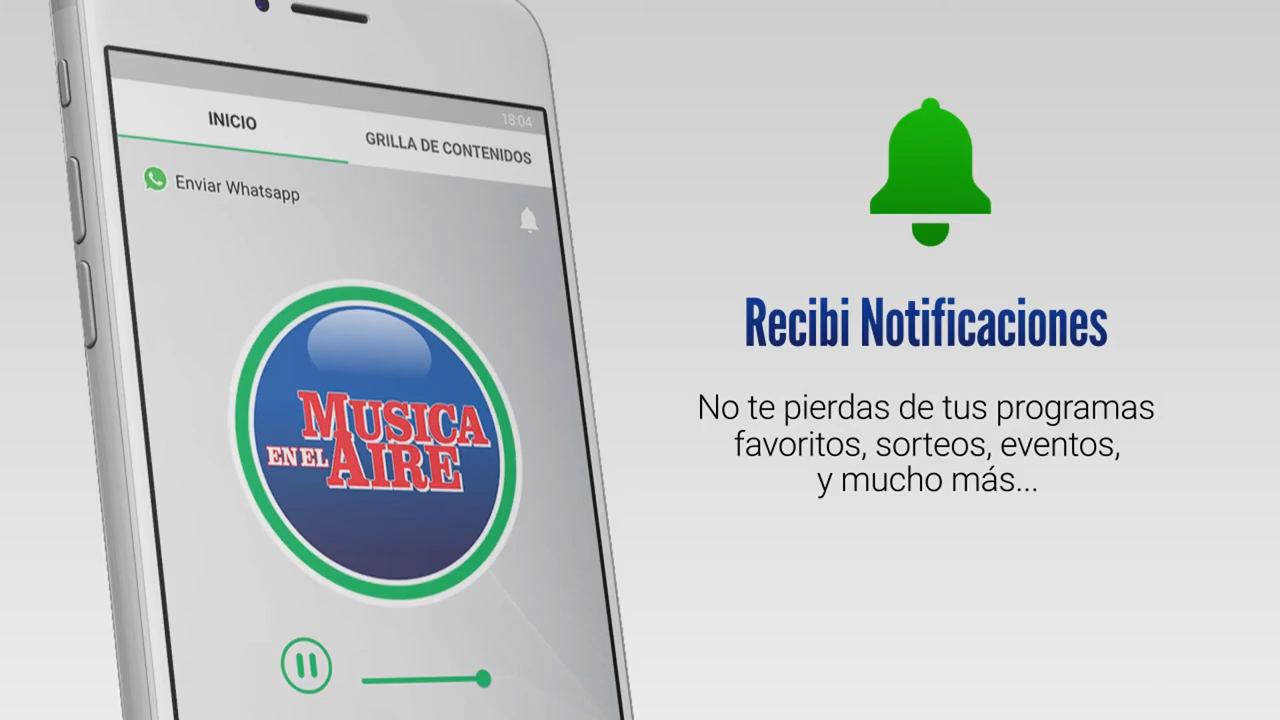 18:04
INICIO
GRILLA DE CONTENIDOS
Enviar Whatsapp
MUSICA
EN EL AIRE
Recibi Notificaciones
No te pierdas de tus programas
favoritos, sorteos, eventos,
y mucho más...